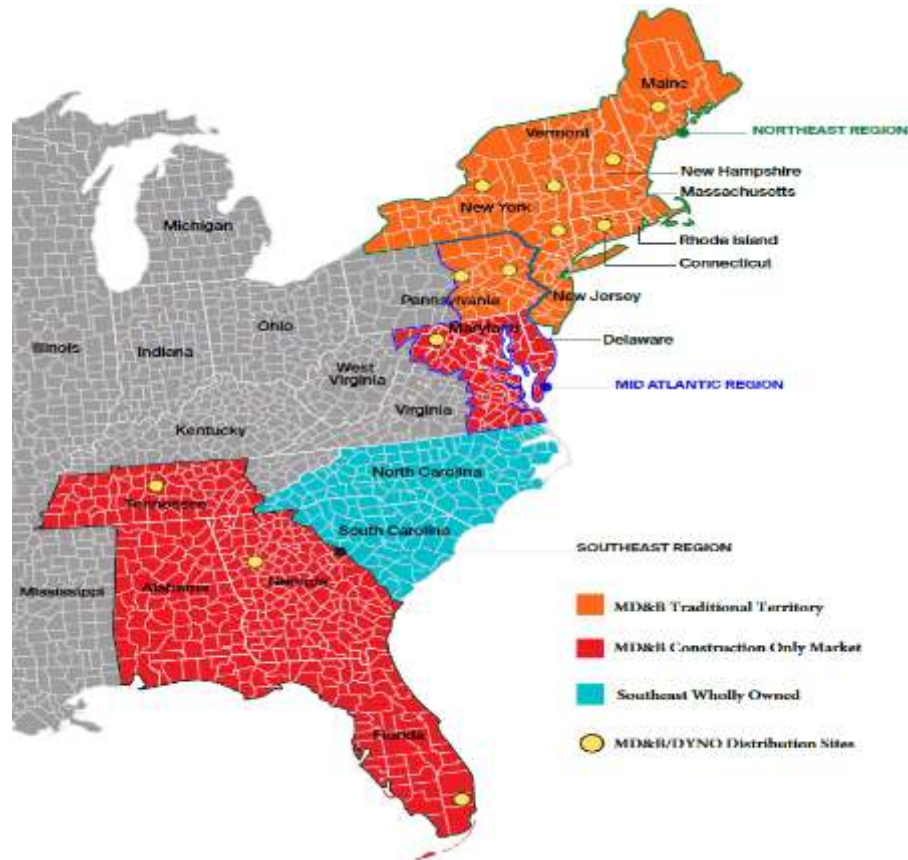 Maine
Vermont
NORTHEAST REGION
New Hampshire
Massachusetts
New York
Michigan
Rhode Island
Connecticut
Pennsylvania
New Jersey
Ohio
Maryland
Delaware
Illinois
Indiana
West
Virginia
MID ATLANTIC REGION
Virginia
Kentucky
North Carolina
Tennessee
South Carolina
SOUTHEAST REGION
Mississippi
Alabama
Georgia
MD&B Traditional Territory
MD&B Construction Only Market
Southeast Wholly Owned
Florida
MD&B/DYNO Distribution Sites